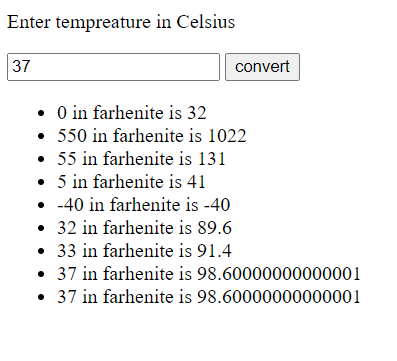 Enter tempreature in Celsius
37 convert
0 in farhenite is 32
550 in farhenite is 1022
55 in farhenite is 131
5 in farhenite is 41
-40 in farhenite is -40
32 in farhenite is 89.6
33 in farhenite is 91.4
37 in farhenite is 98.60000000000001
37 in farhenite is 98.60000000000001